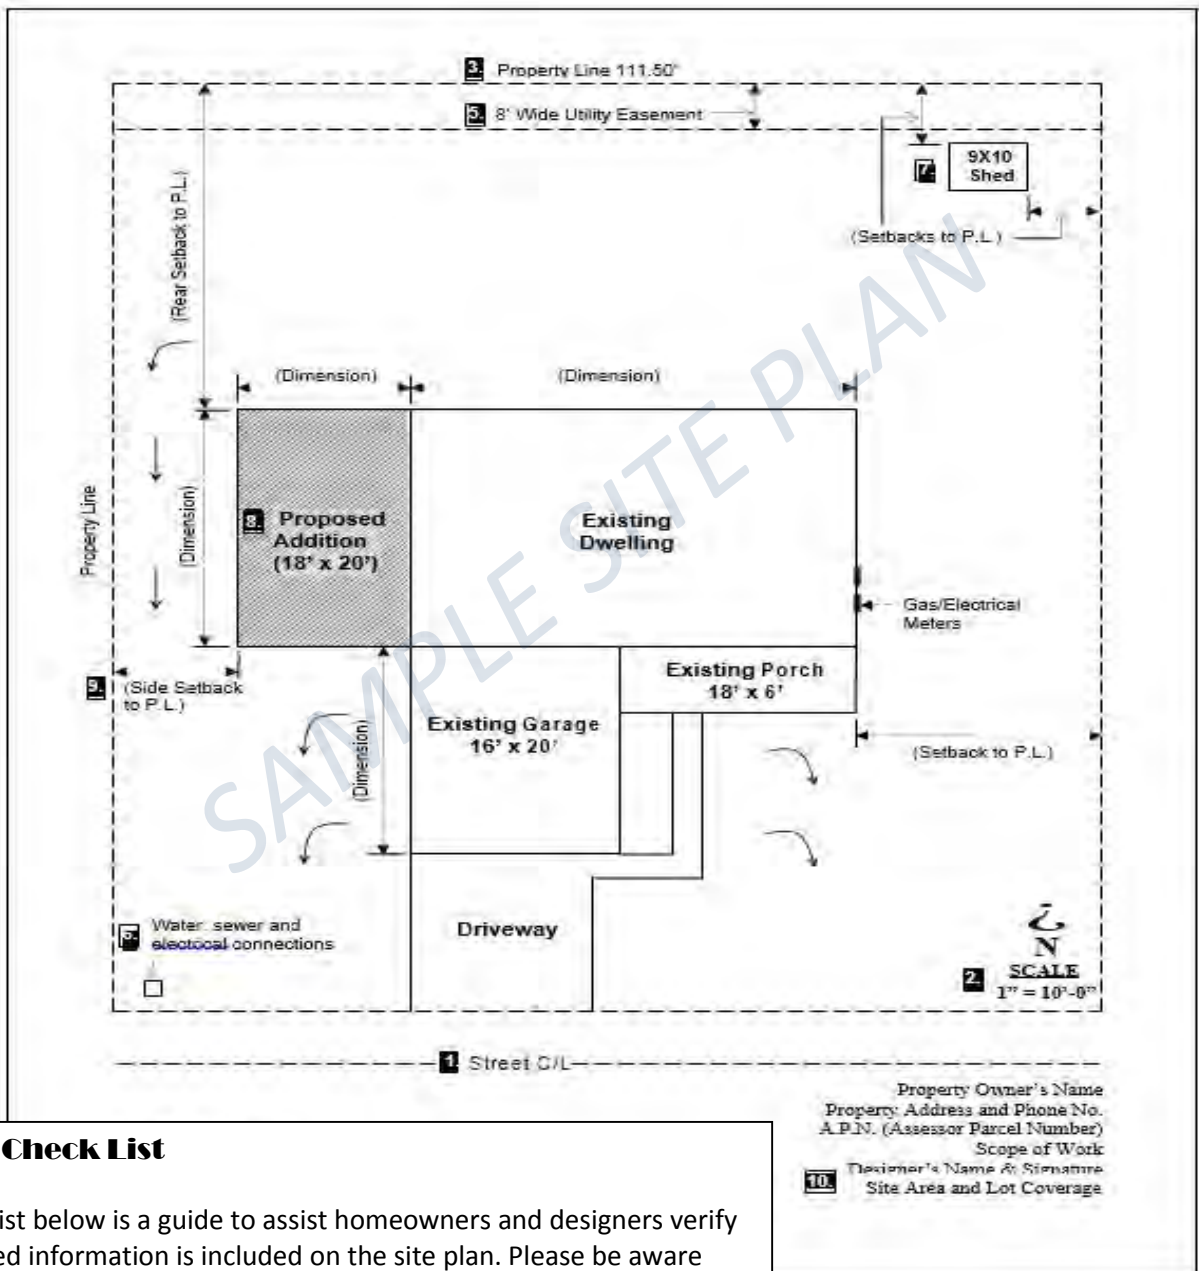 3. Property Line 111.50'
5. 8' Wide Utility Easement
7.
9X10
Shed
(Setbacks to P.L.)
(Rear Setback to P.L.)
(Dimension)
(Dimension)
Property Line
(Dimension)
8. Proposed
Addition
(18' x 20')
Existing
Dwelling
Gas/Electrical
Meters
9. (Side Setback
to P.L.)
Existing Porch
18' x 6'
Existing Garage
16' x 20'
(Dimension)
(Setback to P.L.)
Water, sewer and
electrical connections
Driveway
N
2. SCALE
1" = 10'-0"
1. Street C/L
Property Owner's Name
Property Address and Phone No.
A.P.N. (Assessor Parcel Number)
Scope of Work
Designer's Name & Signature
10. Site Area and Lot Coverage
SAMPLE SITE PLAN
Check List
ist below is a guide to assist homeowners and designers verify
ed information is included on the site plan. Please be aware